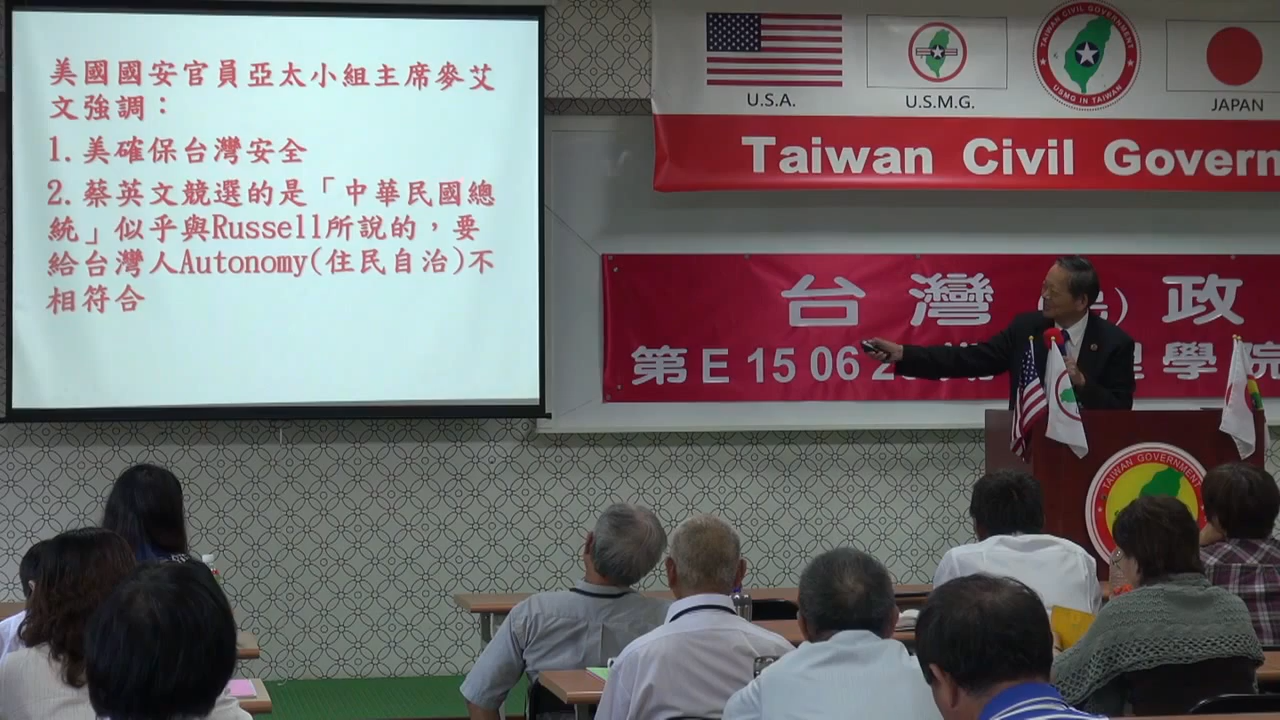 美國國安官員亞太小組主席麥艾
文強調：
1. 美確保台灣安全
2. 蔡英文競選的是「中華民國總
統」似乎與Russell所說的，要
給台灣人Autonomy(住民自治)不
相符合
U.S.A.
U.S.M.G.
TAIWAN CIVIL GOVERNMENT
USMG IN TAIWAN
JAPAN
Taiwan Civil Govern
台灣
政
第E 15 06 2
理學院
TAIWAN GOVERNMENT